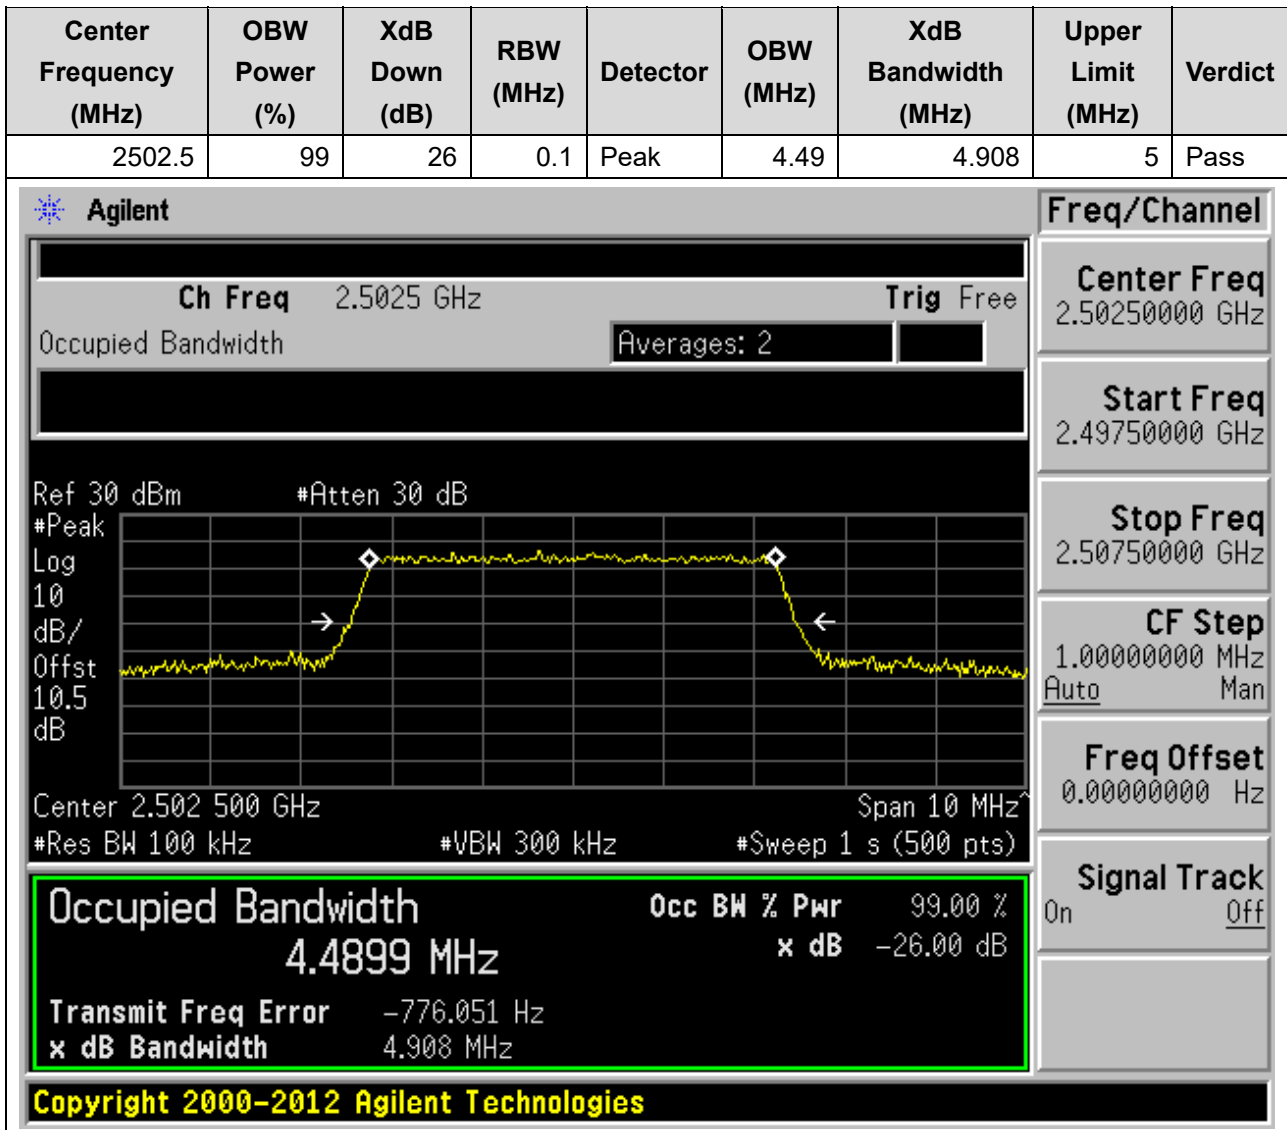 Center Frequency (MHz) OBW Power (%) XdB Down (dB) RBW (MHz) Detector OBW (MHz) XdB Bandwidth (MHz) Upper Limit (MHz) Verdict
2502.5 99 26 0.1 Peak 4.49 4.908 5 Pass
Agilent
Freq/Channel
Ch Freq 2.5025 GHz Trig Free
Occupied Bandwidth Averages: 2
Ref 30 dBm #Atten 30 dB
#Peak
Log
10
dB/
Offst
10.5
dB
Center 2.502 500 GHz Span 10 MHz^
#Res BW 100 kHz #VBW 300 kHz #Sweep 1 s (500 pts)
Occupied Bandwidth Occ BW % Pwr 99.00 %
4.4899 MHz x dB -26.00 dB
Transmit Freq Error -776.051 Hz
x dB Bandwidth 4.908 MHz
Center Freq
2.50250000 GHz
Start Freq
2.49750000 GHz
Stop Freq
2.50750000 GHz
CF Step
1.00000000 MHz
Auto Man
Freq Offset
0.00000000 Hz
Signal Track
On Off
Copyright 2000-2012 Agilent Technologies